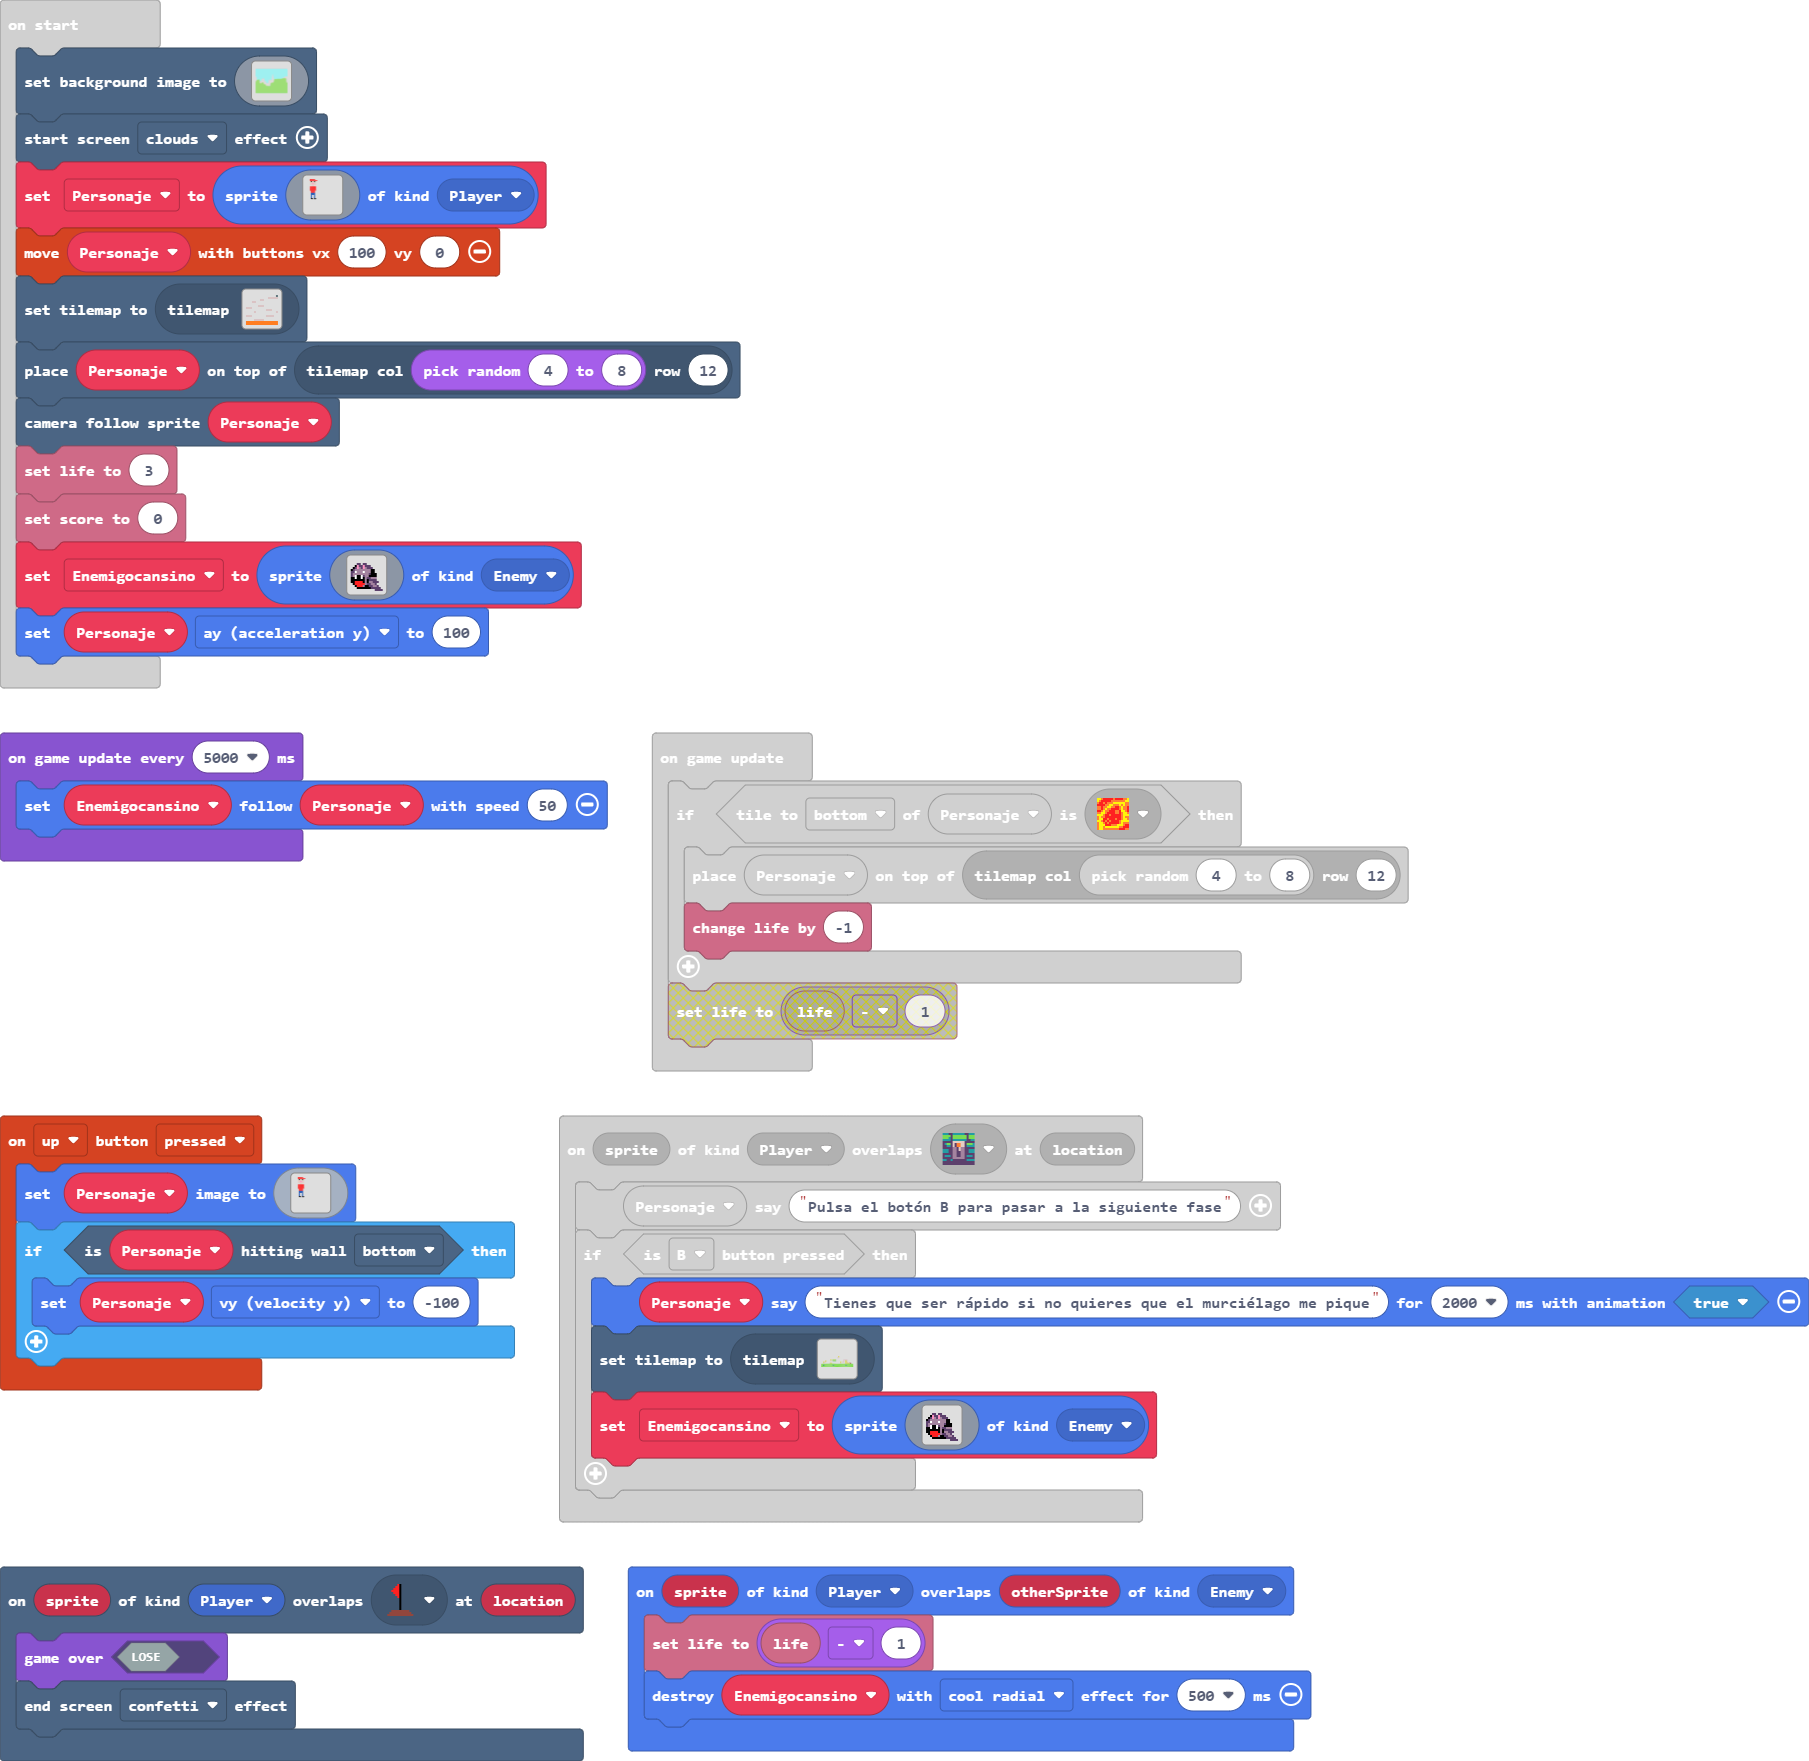 on start
set background image to
start screen clouds effect
set Personaje to sprite of kind Player
move Personaje with buttons vx 100 vy 0
set tilemap to tilemap
place Personaje on top of tilemap col pick random 4 to 8 row 12
camera follow sprite Personaje
set life to 3
set score to 0
set Enemigocansino to sprite of kind Enemy
set Personaje ay (acceleration y) to 100
on game update every 5000 ms
set Enemigocansino follow Personaje with speed 50
on game update
if tile to bottom of Personaje is then
place Personaje on top of tilemap col pick random 4 to 8 row 12
change life by -1
set life to life - 1
on up button pressed
set Personaje image to
if is Personaje hitting wall bottom then
set Personaje vy (velocity y) to -100
on sprite of kind Player overlaps at location
Personaje say "Pulsa el botón B para pasar a la siguiente fase"
if is B button pressed then
Personaje say "Tienes que ser rápido si no quieres que el murciélago me pique" for 2000 ms with animation true
set tilemap to tilemap
set Enemigocansino to sprite of kind Enemy
on sprite of kind Player overlaps at location
game over LOSE
end screen confetti effect
on sprite of kind Player overlaps otherSprite of kind Enemy
set life to life - 1
destroy Enemigocansino with cool radial effect for 500 ms